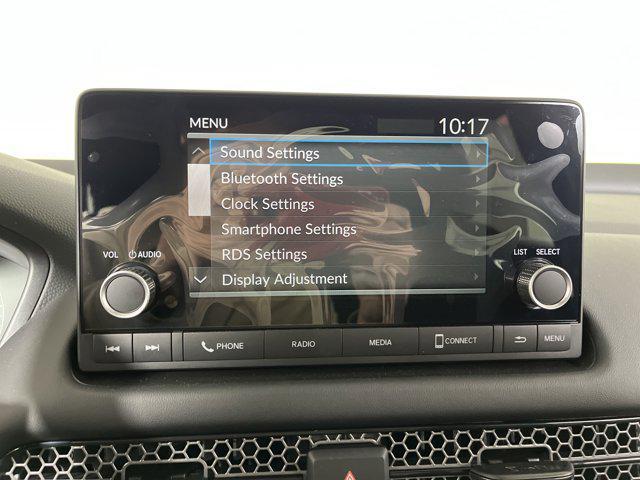 MENU 10:17
Sound Settings
Bluetooth Settings
Clock Settings
Smartphone Settings
RDS Settings
Display Adjustment
VOL AUDIO
LIST SELECT
PHONE RADIO MEDIA CONNECT MENU